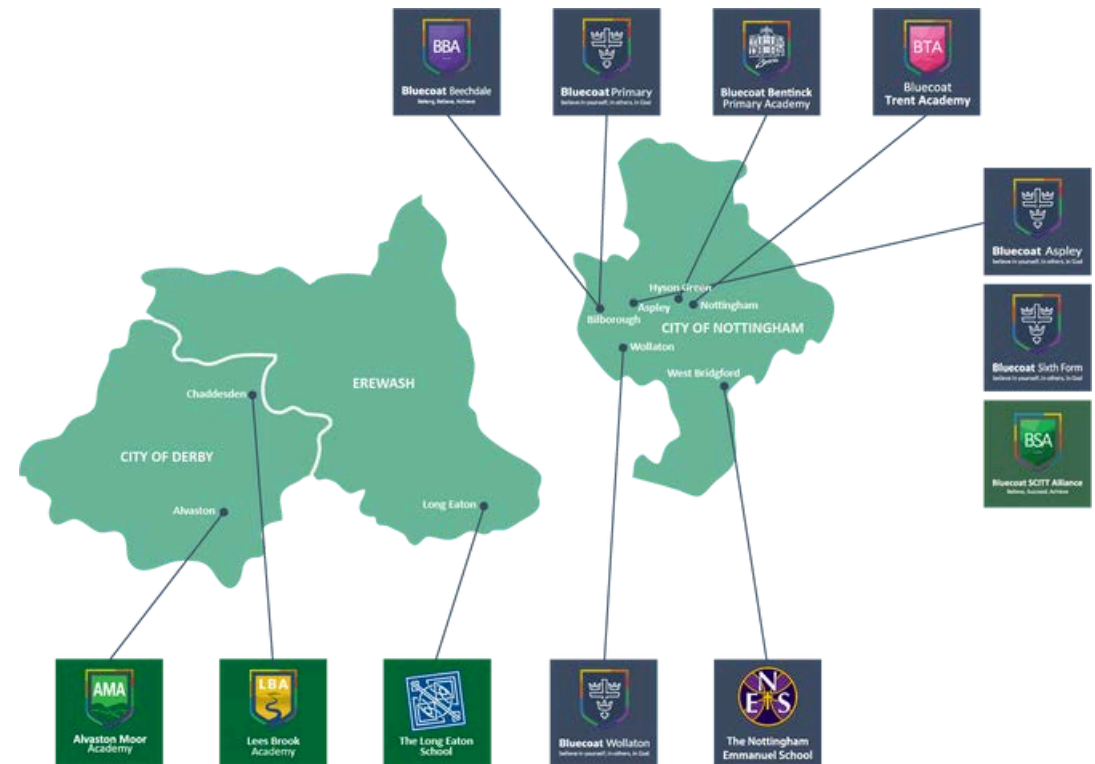 BBA
Bluecoat Beechdale
Belong, Believe, Achieve
Bluecoat Primary
believe in yourself, in others, in God
Bluecoat Bentinck
Primary Academy
BTA
Bluecoat
Trent Academy
Bluecoat Aspley
believe in yourself, in others, in God
Hyson Green
Aspley
Nottingham
Bilborough
CITY OF NOTTINGHAM
Wollaton
Bluecoat Sixth Form
believe in yourself, in others, in God
West Bridgford
EREWASH
Chaddesden
BSA
Bluecoat SCITT Alliance
Believe, Succeed, Achieve
CITY OF DERBY
Long Eaton
Alvaston
AMA
Alvaston Moor
Academy
LBA
Lees Brook
Academy
The Long Eaton
School
Bluecoat Wollaton
believe in yourself, in others, in God
N
E S
The Nottingham
Emmanuel School